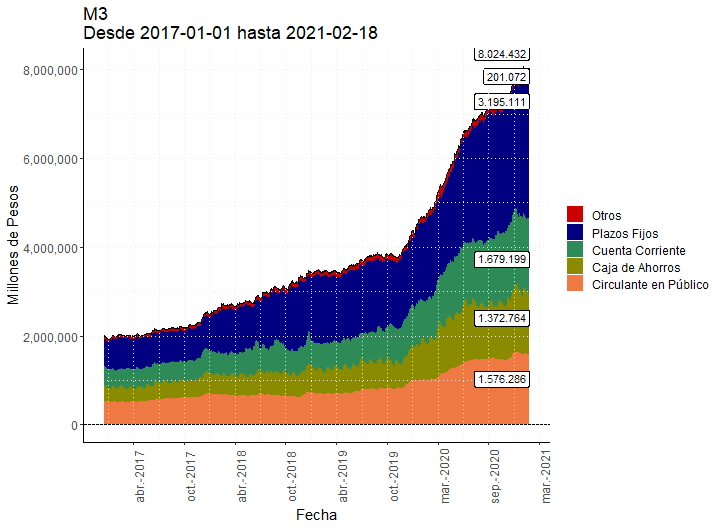 M3
Desde 2017-01-01 hasta 2021-02-18
8.024.432
201.072
3.195.111
1.679.199
1.372.764
1.576.286
8,000,000
6,000,000
4,000,000
2,000,000
0
Millones de Pesos
abr.-2017
oct.-2017
abr.-2018
oct.-2018
abr.-2019
oct.-2019
mar.-2020
sep.-2020
mar.-2021
Fecha
Otros
Plazos Fijos
Cuenta Corriente
Caja de Ahorros
Circulante en Público